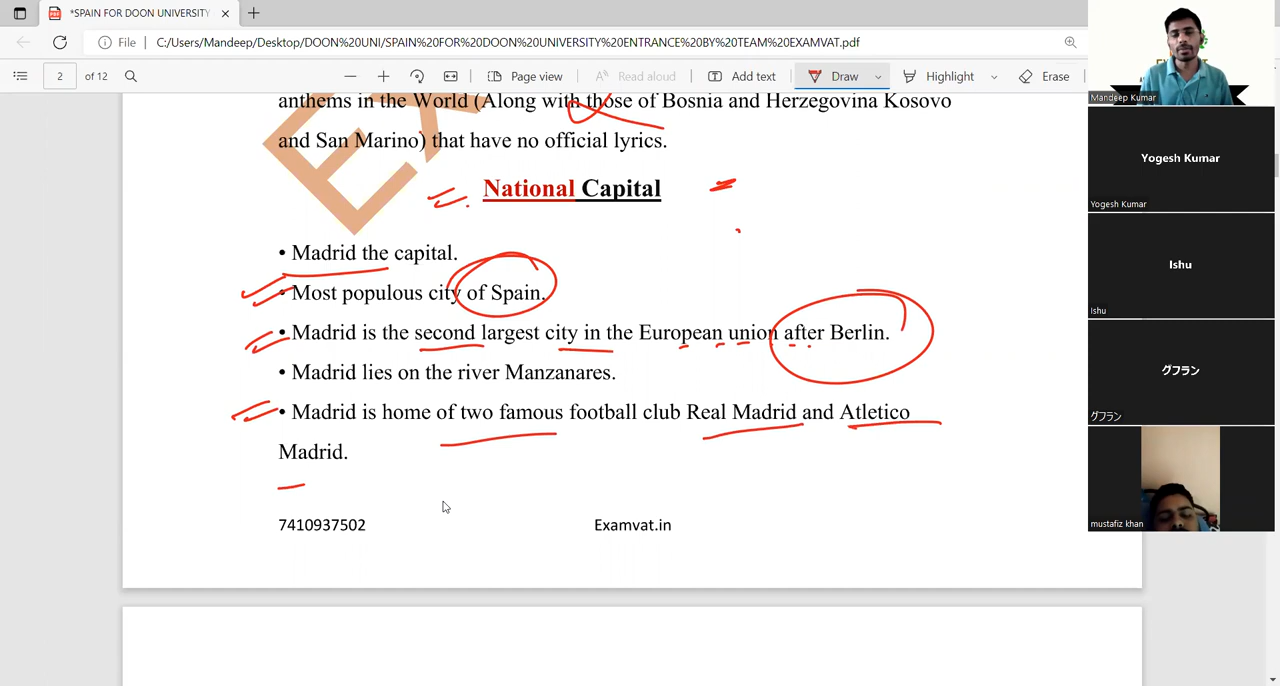 *SPAIN FOR DOON UNIVERSITY
File C:/Users/Mandeep/Desktop/DOON%20UNI/SPAIN%20FOR%20DOON%20UNIVERSITY%20ENTRANCE%20BY%20TEAM%20EXAMVAT.pdf
2 of 12 Page view Read aloud Add text Draw Highlight Erase
anthems in the World (Along with those of Bosnia and Herzegovina Kosovo
and San Marino) that have no official lyrics.
National Capital
• Madrid the capital.
• Most populous city of Spain.
• Madrid is the second largest city in the European union after Berlin.
• Madrid lies on the river Manzanares.
• Madrid is home of two famous football club Real Madrid and Atletico
Madrid.
7410937502 Examvat.in
Mandeep Kumar
Yogesh Kumar
Yogesh Kumar
Ishu
Ishu
グフラン
グフラン
mustafiz khan